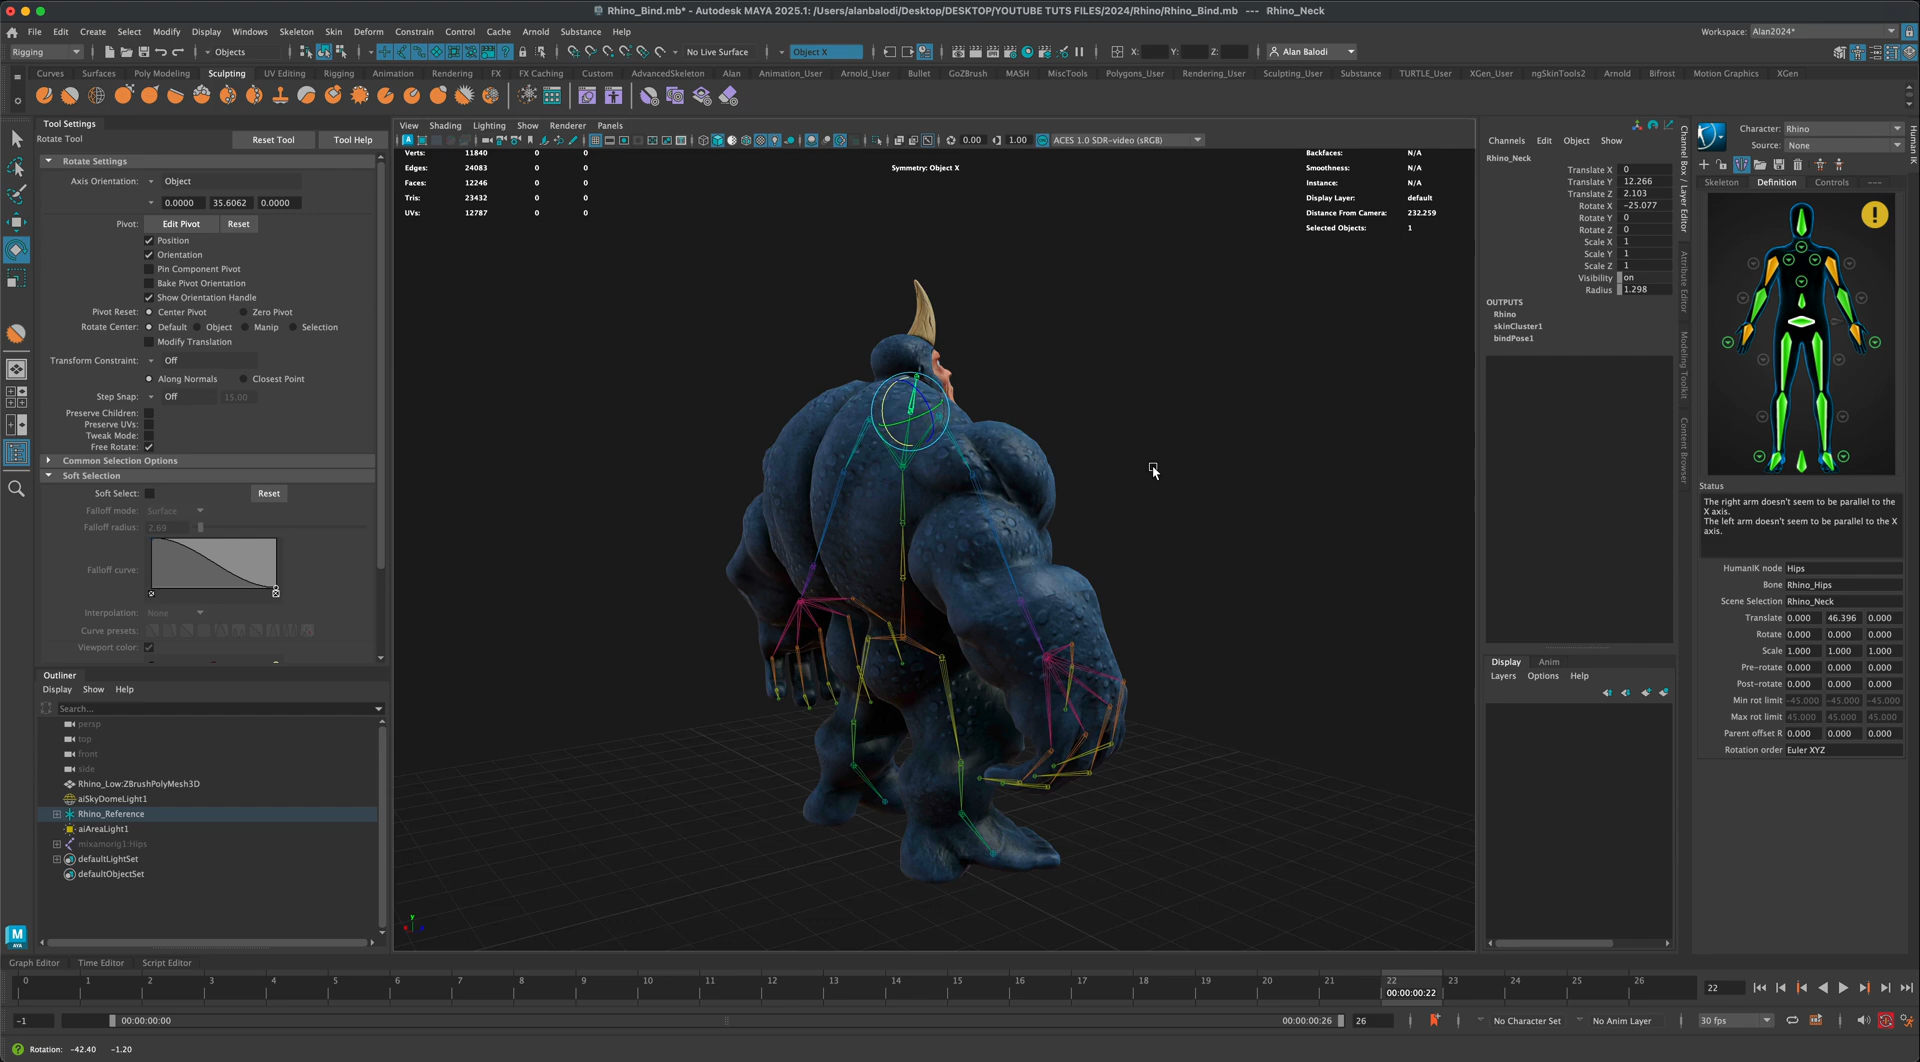 Rhino_Bind.mb* - Autodesk MAYA 2025.1: /Users/alanbalodi/Desktop/DESKTOP/YOUTUBE TUTS FILES/2024/Rhino/Rhino_Bind.mb --- Rhino_Neck
File Edit Create Select Modify Display Windows Skeleton Skin Deform Constrain Control Cache Arnold Substance Help
Workspace: Alan2024*
Rigging Objects No Live Surface Object X X: Y: Z: Alan Balodi
Curves Surfaces Poly Modeling Sculpting UV Editing Rigging Animation Rendering FX FX Caching Custom AdvancedSkeleton Alan Animation_User Arnold_User Bullet GoZBrush MASH MiscTools Polygons_User Rendering_User Sculpting_User Substance TURTLE_User XGen_User ngSkinTools2 Arnold Bifrost Motion Graphics XGen
Tool Settings
Rotate Tool Reset Tool Tool Help
Rotate Settings
Axis Orientation: Object
0.0000 35.6062 0.0000
Pivot: Edit Pivot Reset
Position
Orientation
Pin Component Pivot
Bake Pivot Orientation
Show Orientation Handle
Pivot Reset: Center Pivot Zero Pivot
Rotate Center: Default Object Manip Selection
Modify Translation
Transform Constraint: Off
Along Normals Closest Point
Step Snap: Off 15.00
Preserve Children:
Preserve UVs:
Tweak Mode:
Free Rotate:
Common Selection Options
Soft Selection
Soft Select: Reset
Falloff mode: Surface
Falloff radius: 2.69
Falloff curve:
Interpolation: None
Curve presets:
Viewport color:
Outliner
Display Show Help
Search...
persp
top
front
side
Rhino_Low:ZBrushPolyMesh3D
aiSkyDomeLight1
Rhino_Reference
aiAreaLight1
mixamorig1:Hips
defaultLightSet
defaultObjectSet
View Shading Lighting Show Renderer Panels
0.00 1.00 ACES 1.0 SDR-video (sRGB)
Verts: 11840 0 0
Edges: 24083 0 0
Faces: 12246 0 0
Tris: 23432 0 0
UVs: 12787 0 0
Symmetry: Object X
Backfaces: N/A
Smoothness: N/A
Instance: N/A
Display Layer: default
Distance From Camera: 232.259
Selected Objects: 1
y
Channels Edit Object Show
Rhino_Neck
Translate X 0
Translate Y 12.266
Translate Z 2.103
Rotate X -25.077
Rotate Y 0
Rotate Z 0
Scale X 1
Scale Y 1
Scale Z 1
Visibility on
Radius 1.298
OUTPUTS
Rhino
skinCluster1
bindPose1
Display Anim
Layers Options Help
Channel Box / Layer Editor
Attribute Editor
Modeling Toolkit
Content Browser
Human IK
Character: Rhino
Source: None
Skeleton Definition Controls
Status
The right arm doesn't seem to be parallel to the
X axis.
The left arm doesn't seem to be parallel to the X
axis.
HumanIK node Hips
Bone Rhino_Hips
Scene Selection Rhino_Neck
Translate 0.000 46.396 0.000
Rotate 0.000 0.000 0.000
Scale 1.000 1.000 1.000
Pre-rotate 0.000 0.000 0.000
Post-rotate 0.000 0.000 0.000
Min rot limit -45.000 -45.000 -45.000
Max rot limit 45.000 45.000 45.000
Parent offset R 0.000 0.000 0.000
Rotation order Euler XYZ
Graph Editor Time Editor Script Editor
0 1 2 3 4 5 6 7 8 9 10 11 12 13 14 15 16 17 18 19 20 21 22 23 24 25 26
00:00:00:22
22
-1 00:00:00:00 00:00:00:26 26 No Character Set No Anim Layer 30 fps
Rotation: -42.40 -1.20